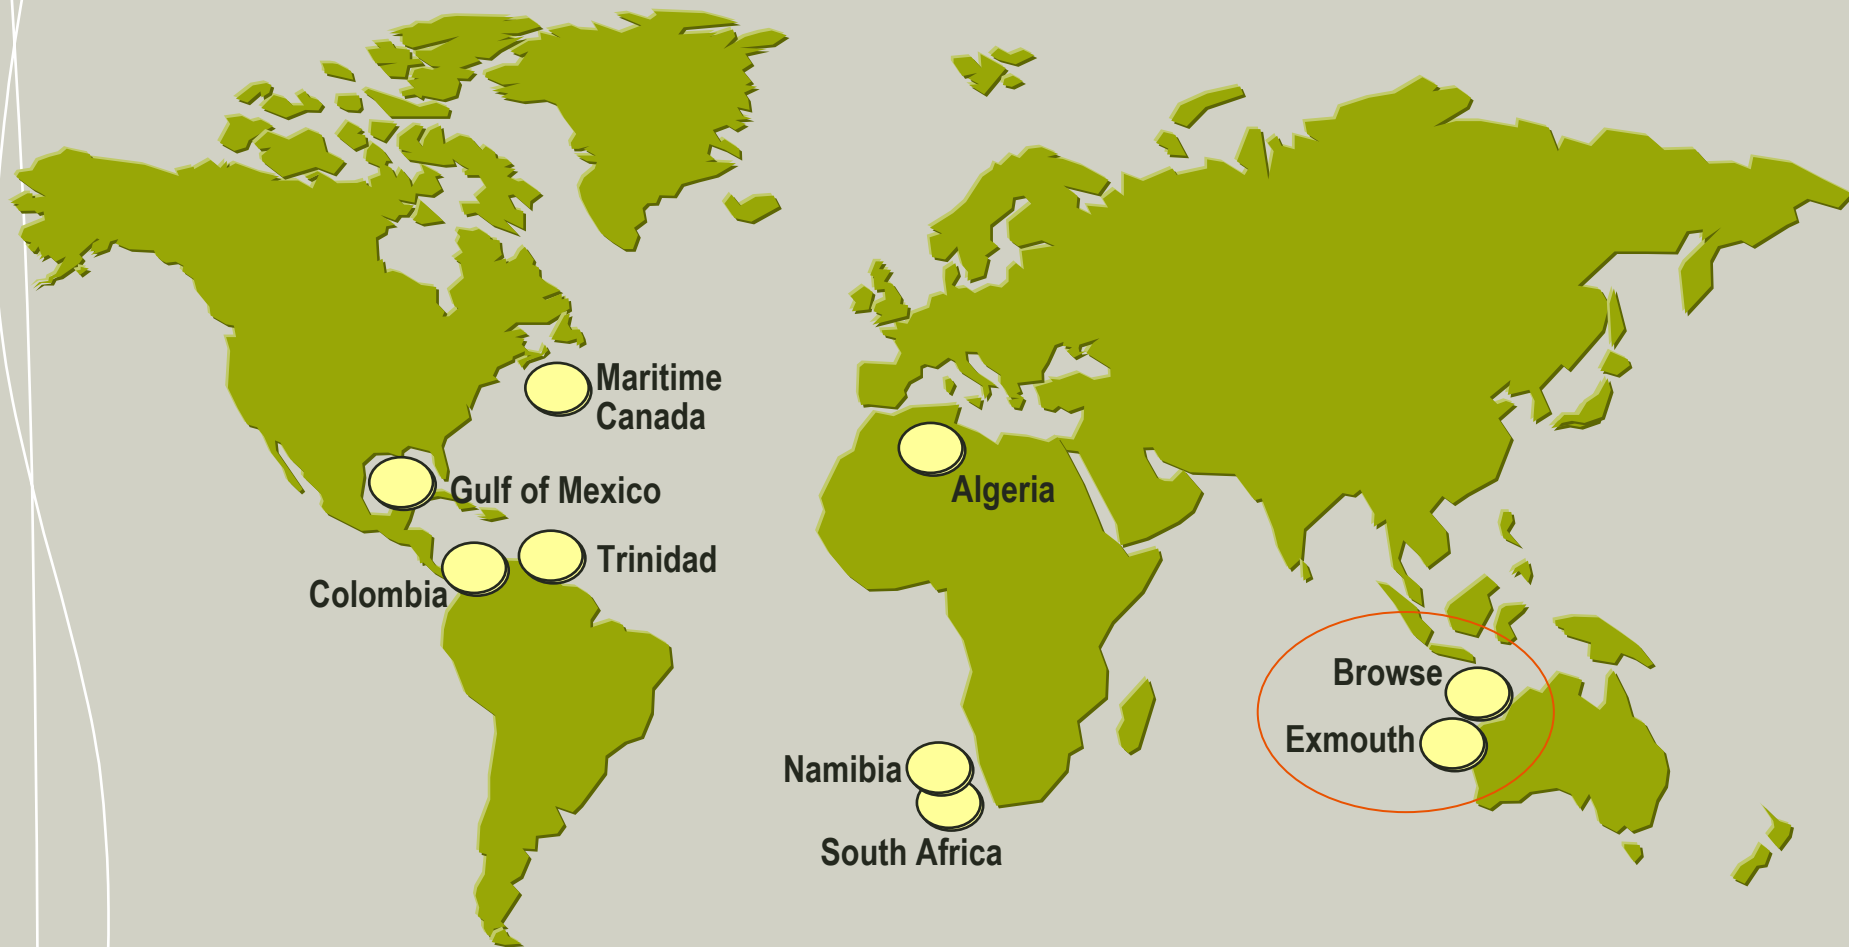 Maritime
Canada
Gulf of Mexico
Algeria
Trinidad
Colombia
Browse
Exmouth
Namibia
South Africa